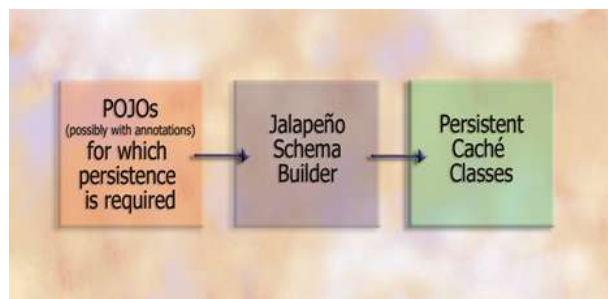 POJOs
(possibly with annotations)
for which
persistence
is required
Jalapeño
Schema
Builder
Persistent
Caché
Classes